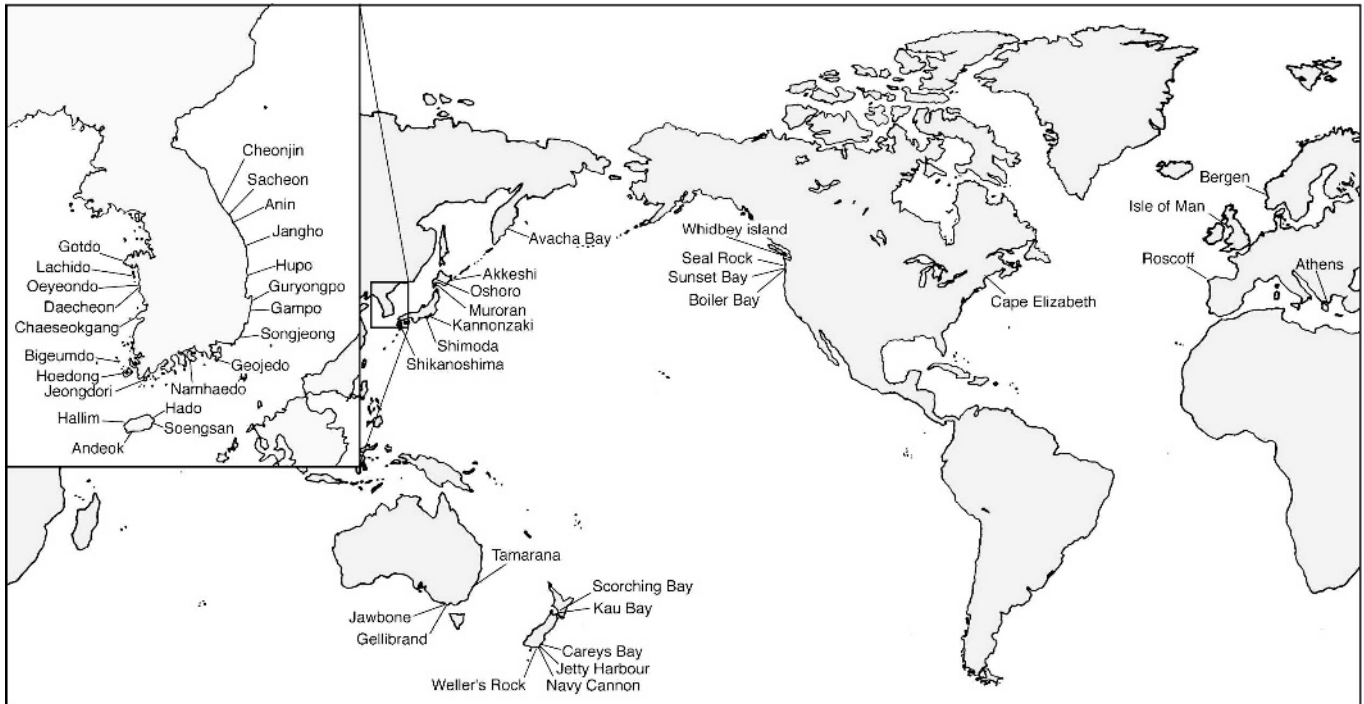 Cheonjin
Sacheon
Anin
Jangho
Hupo
Guryongpo
Gampo
Songjeong
Geojedo
Namhaedo
Gotdo
Lachido
Oeyeondo
Daecheon
Chaeseokgang
Bigeumdo
Hoedong
Jeongdori
Hallim
Hado
Soengsan
Andeok
Avacha Bay
Akkeshi
Oshoro
Muroran
Kannonzaki
Shimoda
Shikanoshima
Whidbey island
Seal Rock
Sunset Bay
Boiler Bay
Cape Elizabeth
Bergen
Isle of Man
Roscoff
Athens
Tamarana
Jawbone
Gellibrand
Scorching Bay
Kau Bay
Careys Bay
Jetty Harbour
Weller's Rock
Navy Cannon